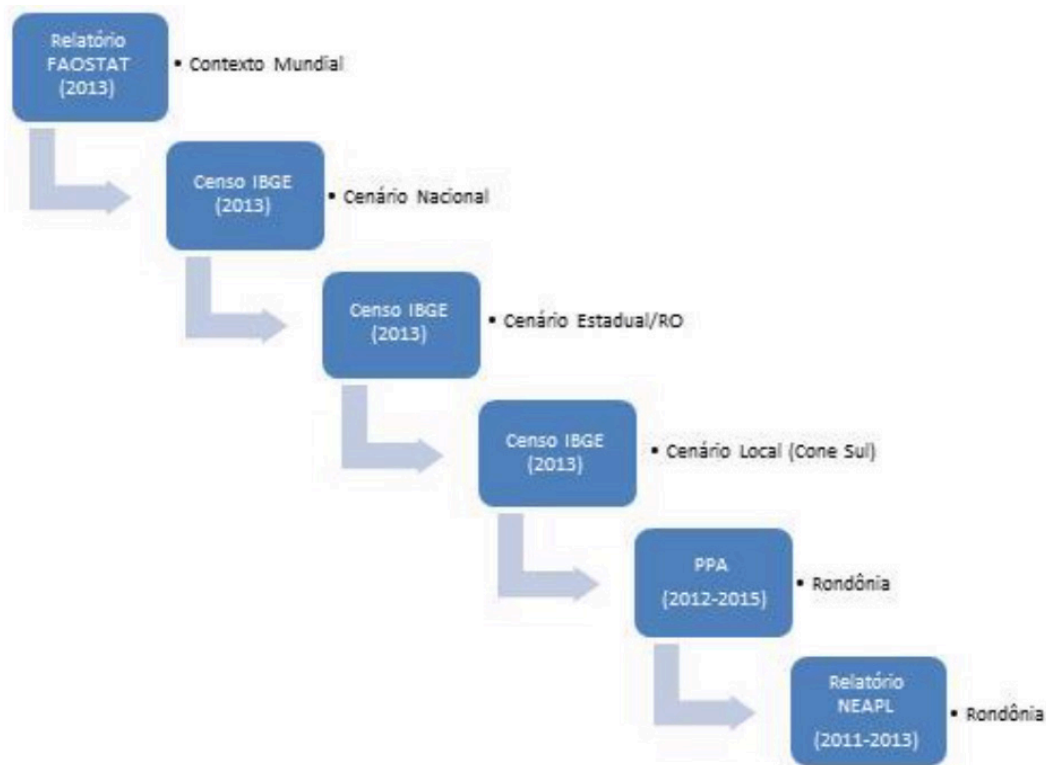 Relatório
FAOSTAT
(2013)
▪ Contexto Mundial
Censo IBGE
(2013)
▪ Cenário Nacional
Censo IBGE
(2013)
▪ Cenário Estadual/RO
Censo IBGE
(2013)
▪ Cenário Local (Cone Sul)
PPA
(2012-2015)
▪ Rondônia
Relatório
NEAPL
(2011-2013)
▪ Rondônia